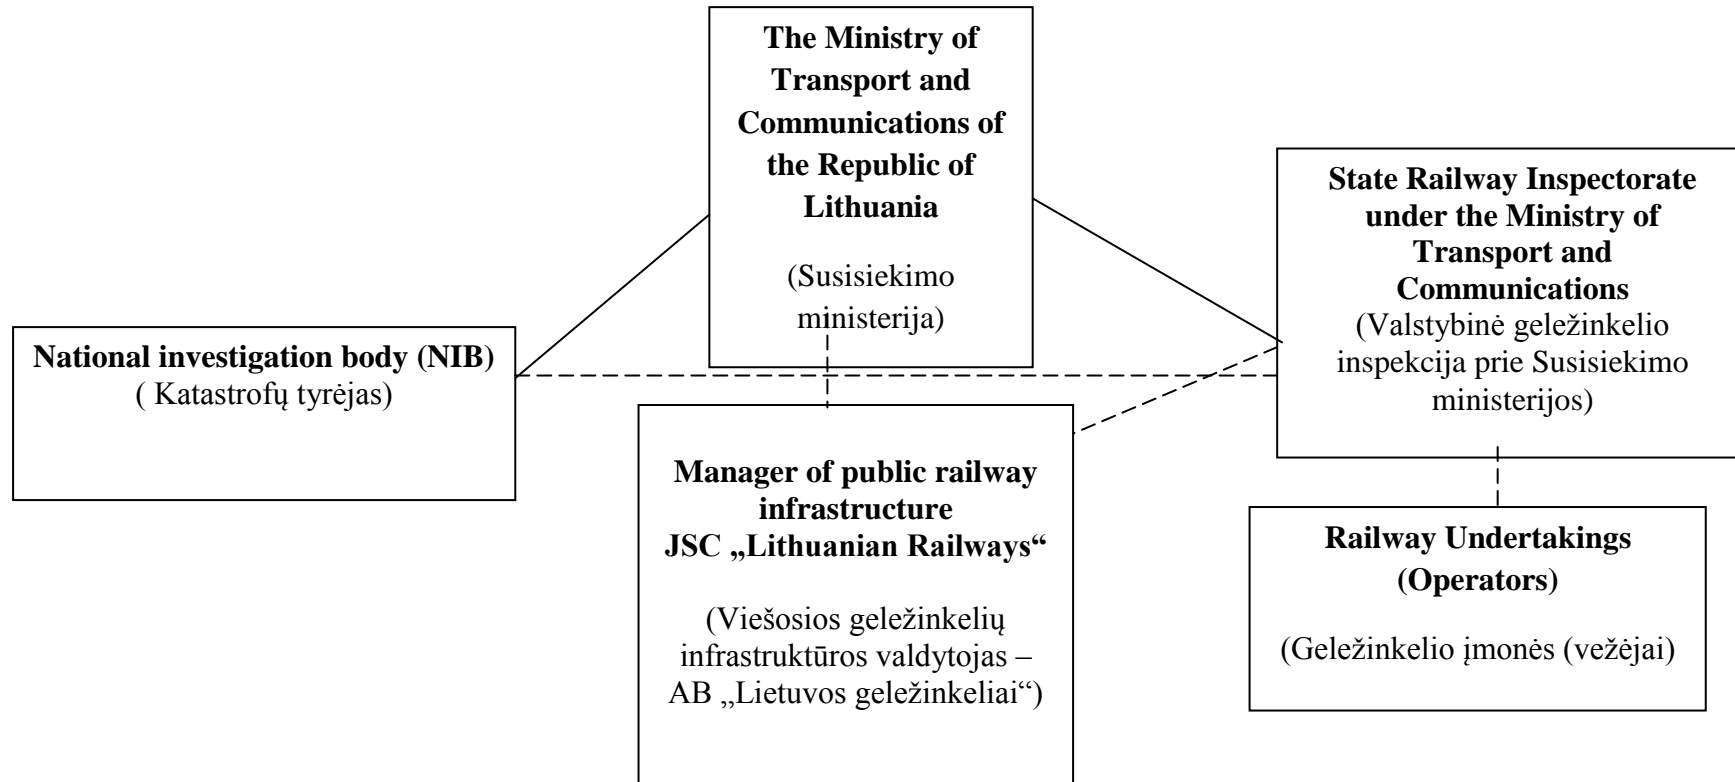 The Ministry of
Transport and
Communications of
the Republic of
Lithuania
(Susisiekimo
ministerija)
State Railway Inspectorate
under the Ministry of
Transport and
Communications
(Valstybinė geležinkelio
inspekcija prie Susisiekimo
ministerijos)
National investigation body (NIB)
( Katastrofų tyrėjas)
Manager of public railway
infrastructure
JSC „Lithuanian Railways“
(Viešosios geležinkelių
infrastruktūros valdytojas –
AB „Lietuvos geležinkeliai“)
Railway Undertakings
(Operators)
(Geležinkelio įmonės (vežėjai)